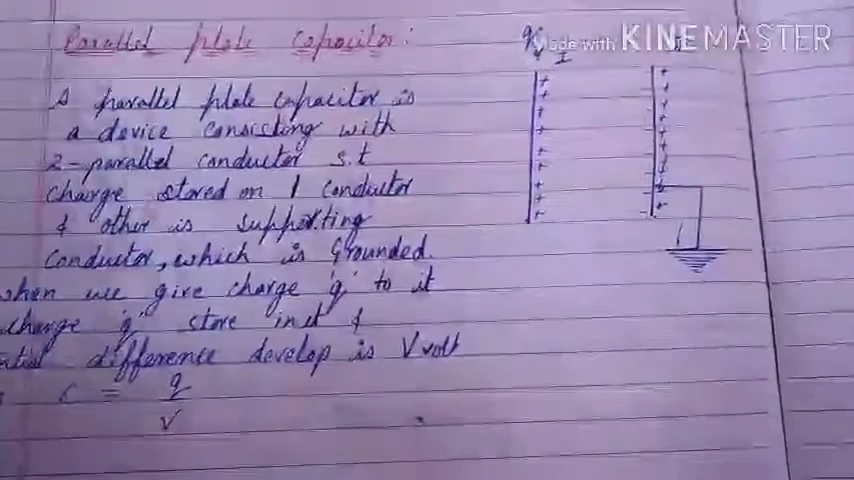 Parallel plate capacitor:
Made with KINEMASTER
A parallel plate capacitor is
a device consisting with
2-parallel conductor s.t
charge stored on 1 conductor
& other is supporting
conductor, which is Grounded.
when we give charge 'q' to it
charge 'q' store in it &
difference develop is V volt
c = q
V